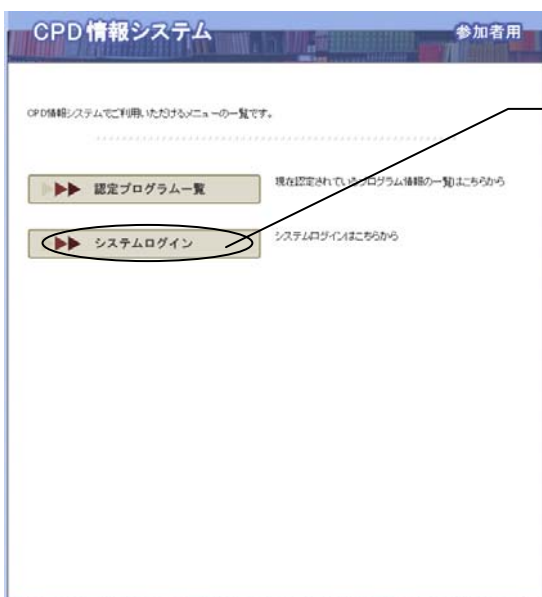 CPD情報システム
参加者用
CPD情報システムでご利用いただけるメニューの一覧です。
認定プログラム一覧
現在認定されているプログラム情報の一覧はこちらから
システムログイン
システムログインはこちらから